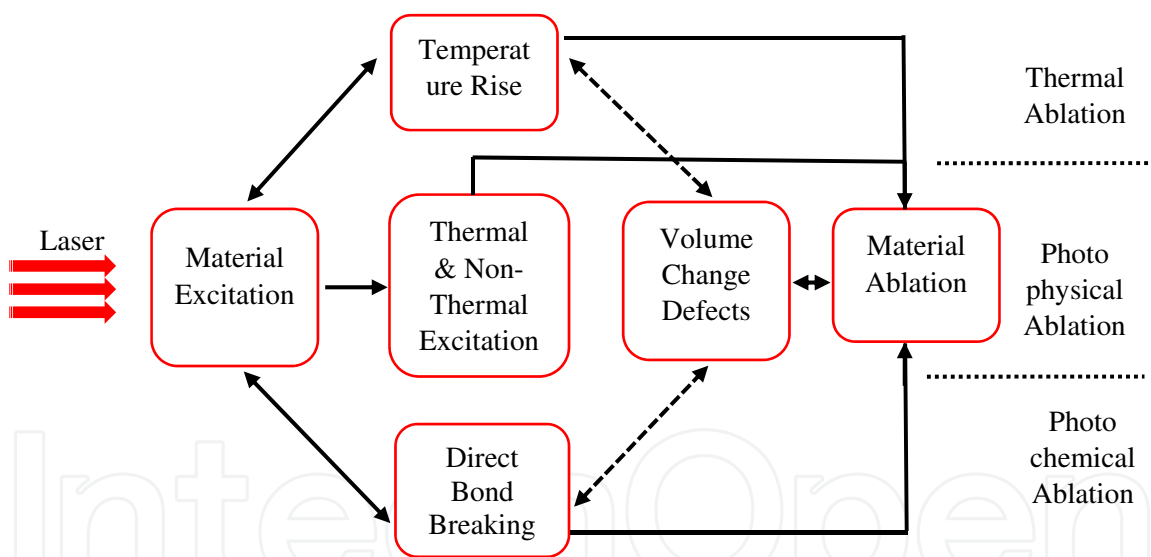 Temperat
ure Rise
Thermal
Ablation
Laser
Material
Excitation
Thermal
& Non-
Thermal
Excitation
Volume
Change
Defects
Material
Ablation
Photo
physical
Ablation
Direct
Bond
Breaking
Photo
chemical
Ablation
IntechOpen